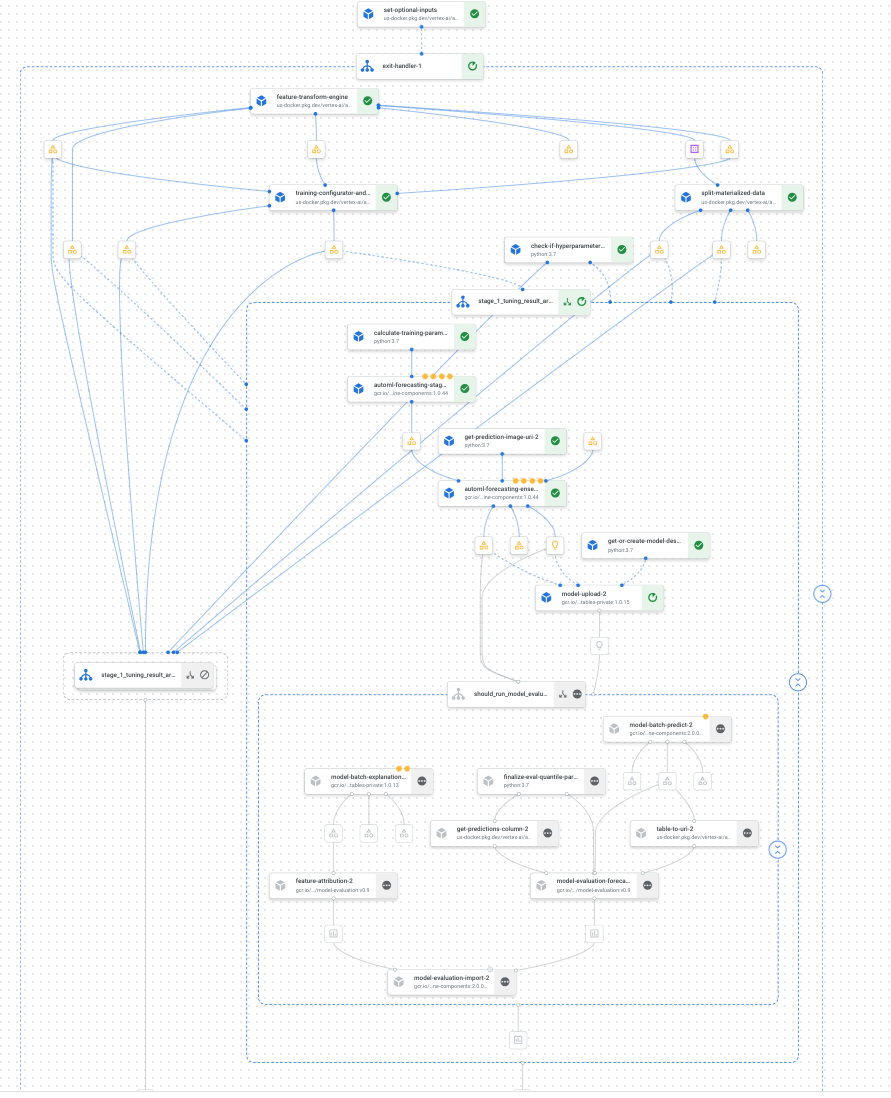 set-optional-inputs
us-docker.pkg.dev/vertex-ai/a...
exit-handler-1
feature-transform-engine
us-docker.pkg.dev/vertex-ai/a...
training-configurator-and...
us-docker.pkg.dev/vertex-ai/a...
split-materialized-data
us-docker.pkg.dev/vertex-ai/a...
check-if-hyperparameter...
python:3.7
stage_1_tuning_result_ar...
calculate-training-param...
python:3.7
automl-forecasting-stag...
gcr.io/...ine-components:1.0.44
get-prediction-image-uri-2
python:3.7
automl-forecasting-ense...
gcr.io/...ine-components:1.0.44
get-or-create-model-des...
python:3.7
model-upload-2
gcr.io/...tables-private:1.0.15
stage_1_tuning_result_ar...
should_run_model_evalu...
model-batch-predict-2
gcr.io/...ne-components:2.0.0...
model-batch-explanation...
gcr.io/...tables-private:1.0.13
finalize-eval-quantile-par...
python:3.7
get-predictions-column-2
us-docker.pkg.dev/vertex-ai/a...
table-to-uri-2
us-docker.pkg.dev/vertex-ai/a...
feature-attribution-2
gcr.io/.../model-evaluation:v0.9
model-evaluation-foreca...
gcr.io/.../model-evaluation:v0.9
model-evaluation-import-2
gcr.io/...ne-components:2.0.0...